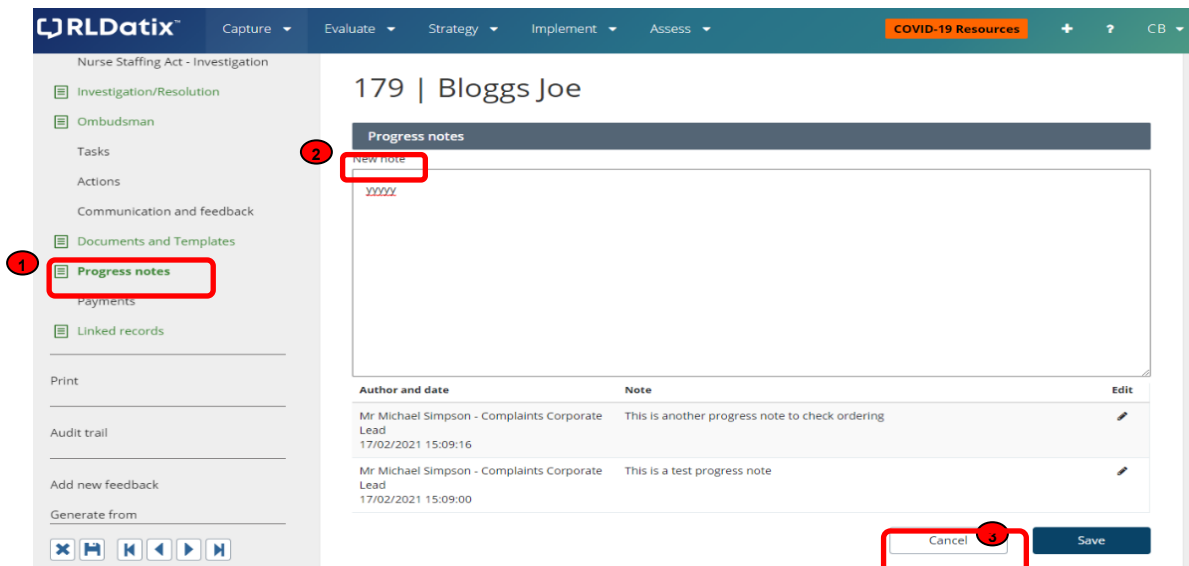 RLDatix™ Capture Evaluate Strategy Implement Assess COVID-19 Resources + ? CB
Nurse Staffing Act - Investigation
Investigation/Resolution
Ombudsman
Tasks
Actions
Communication and feedback
Documents and Templates
1
Progress notes
Payments
Linked records
Print
Audit trail
Add new feedback
Generate from
179 | Bloggs Joe
Progress notes
2
New note
yyyyy
Author and date Note Edit
Mr Michael Simpson - Complaints Corporate This is another progress note to check ordering
Lead
17/02/2021 15:09:16
Mr Michael Simpson - Complaints Corporate This is a test progress note
Lead
17/02/2021 15:09:00
Cancel 3 Save